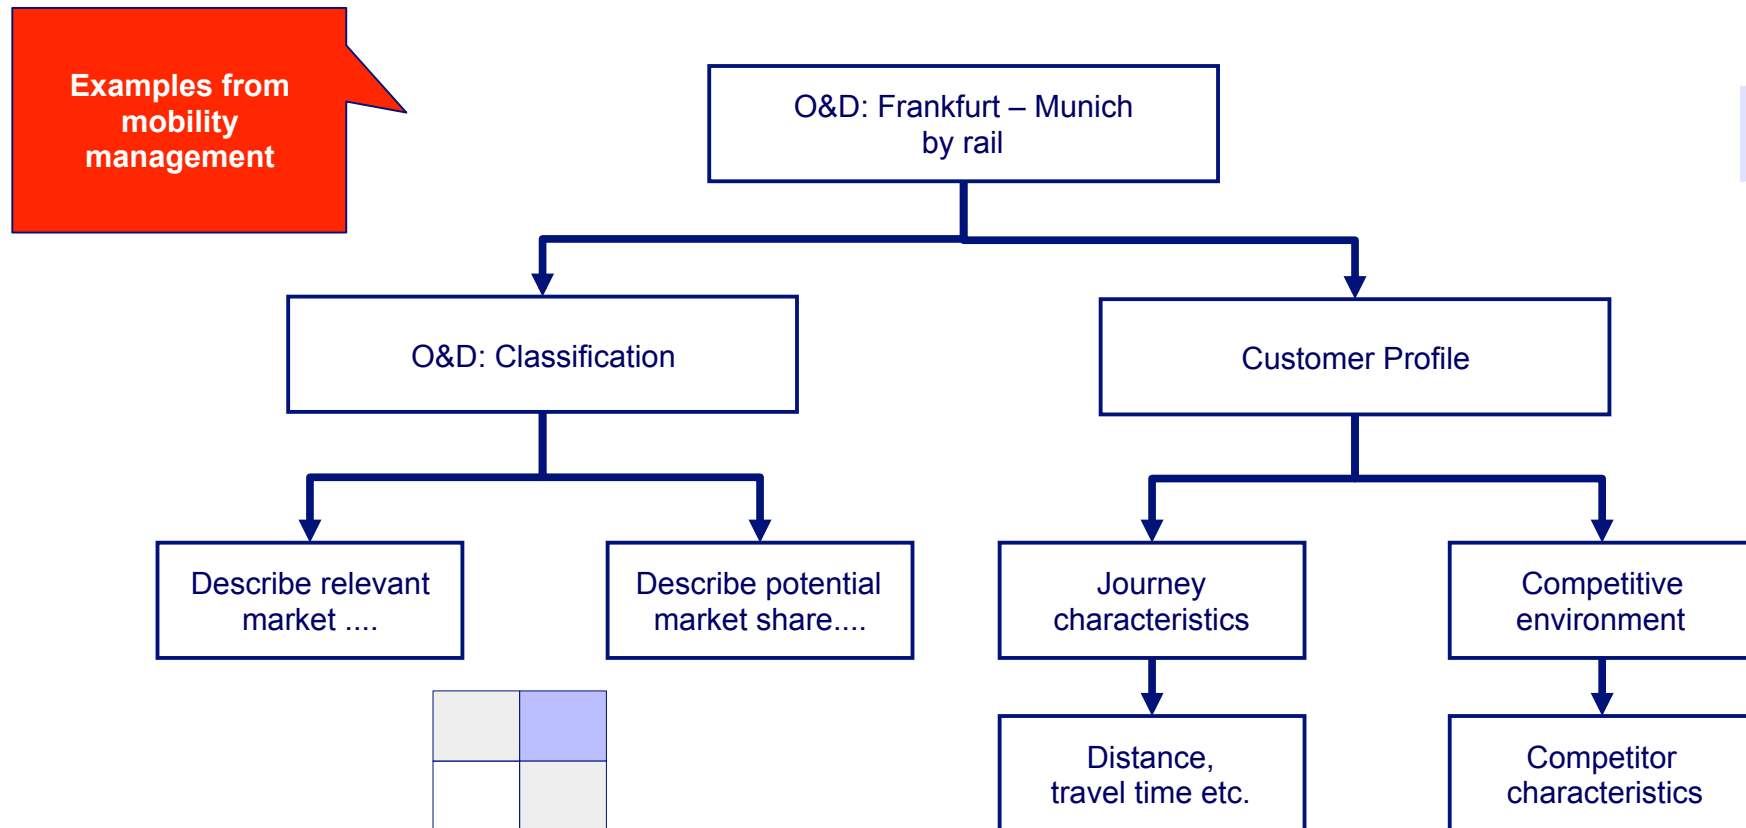 Examples from
mobility
management
O&D: Frankfurt – Munich
by rail
O&D: Classification
Customer Profile
Describe relevant
market ....
Describe potential
market share....
Journey
characteristics
Competitive
environment
Distance,
travel time etc.
Competitor
characteristics